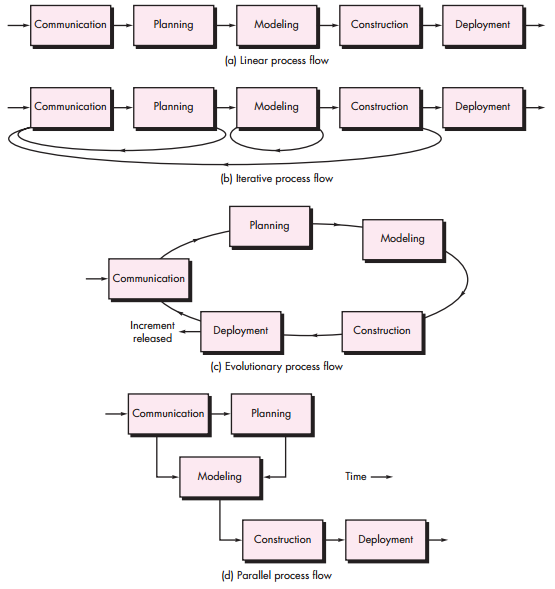 Communication
Planning
Modeling
Construction
Deployment
(a) Linear process flow
Communication
Planning
Modeling
Construction
Deployment
(b) Iterative process flow
Planning
Modeling
Communication
Increment
released
Deployment
Construction
(c) Evolutionary process flow
Communication
Planning
Modeling
Time
Construction
Deployment
(d) Parallel process flow